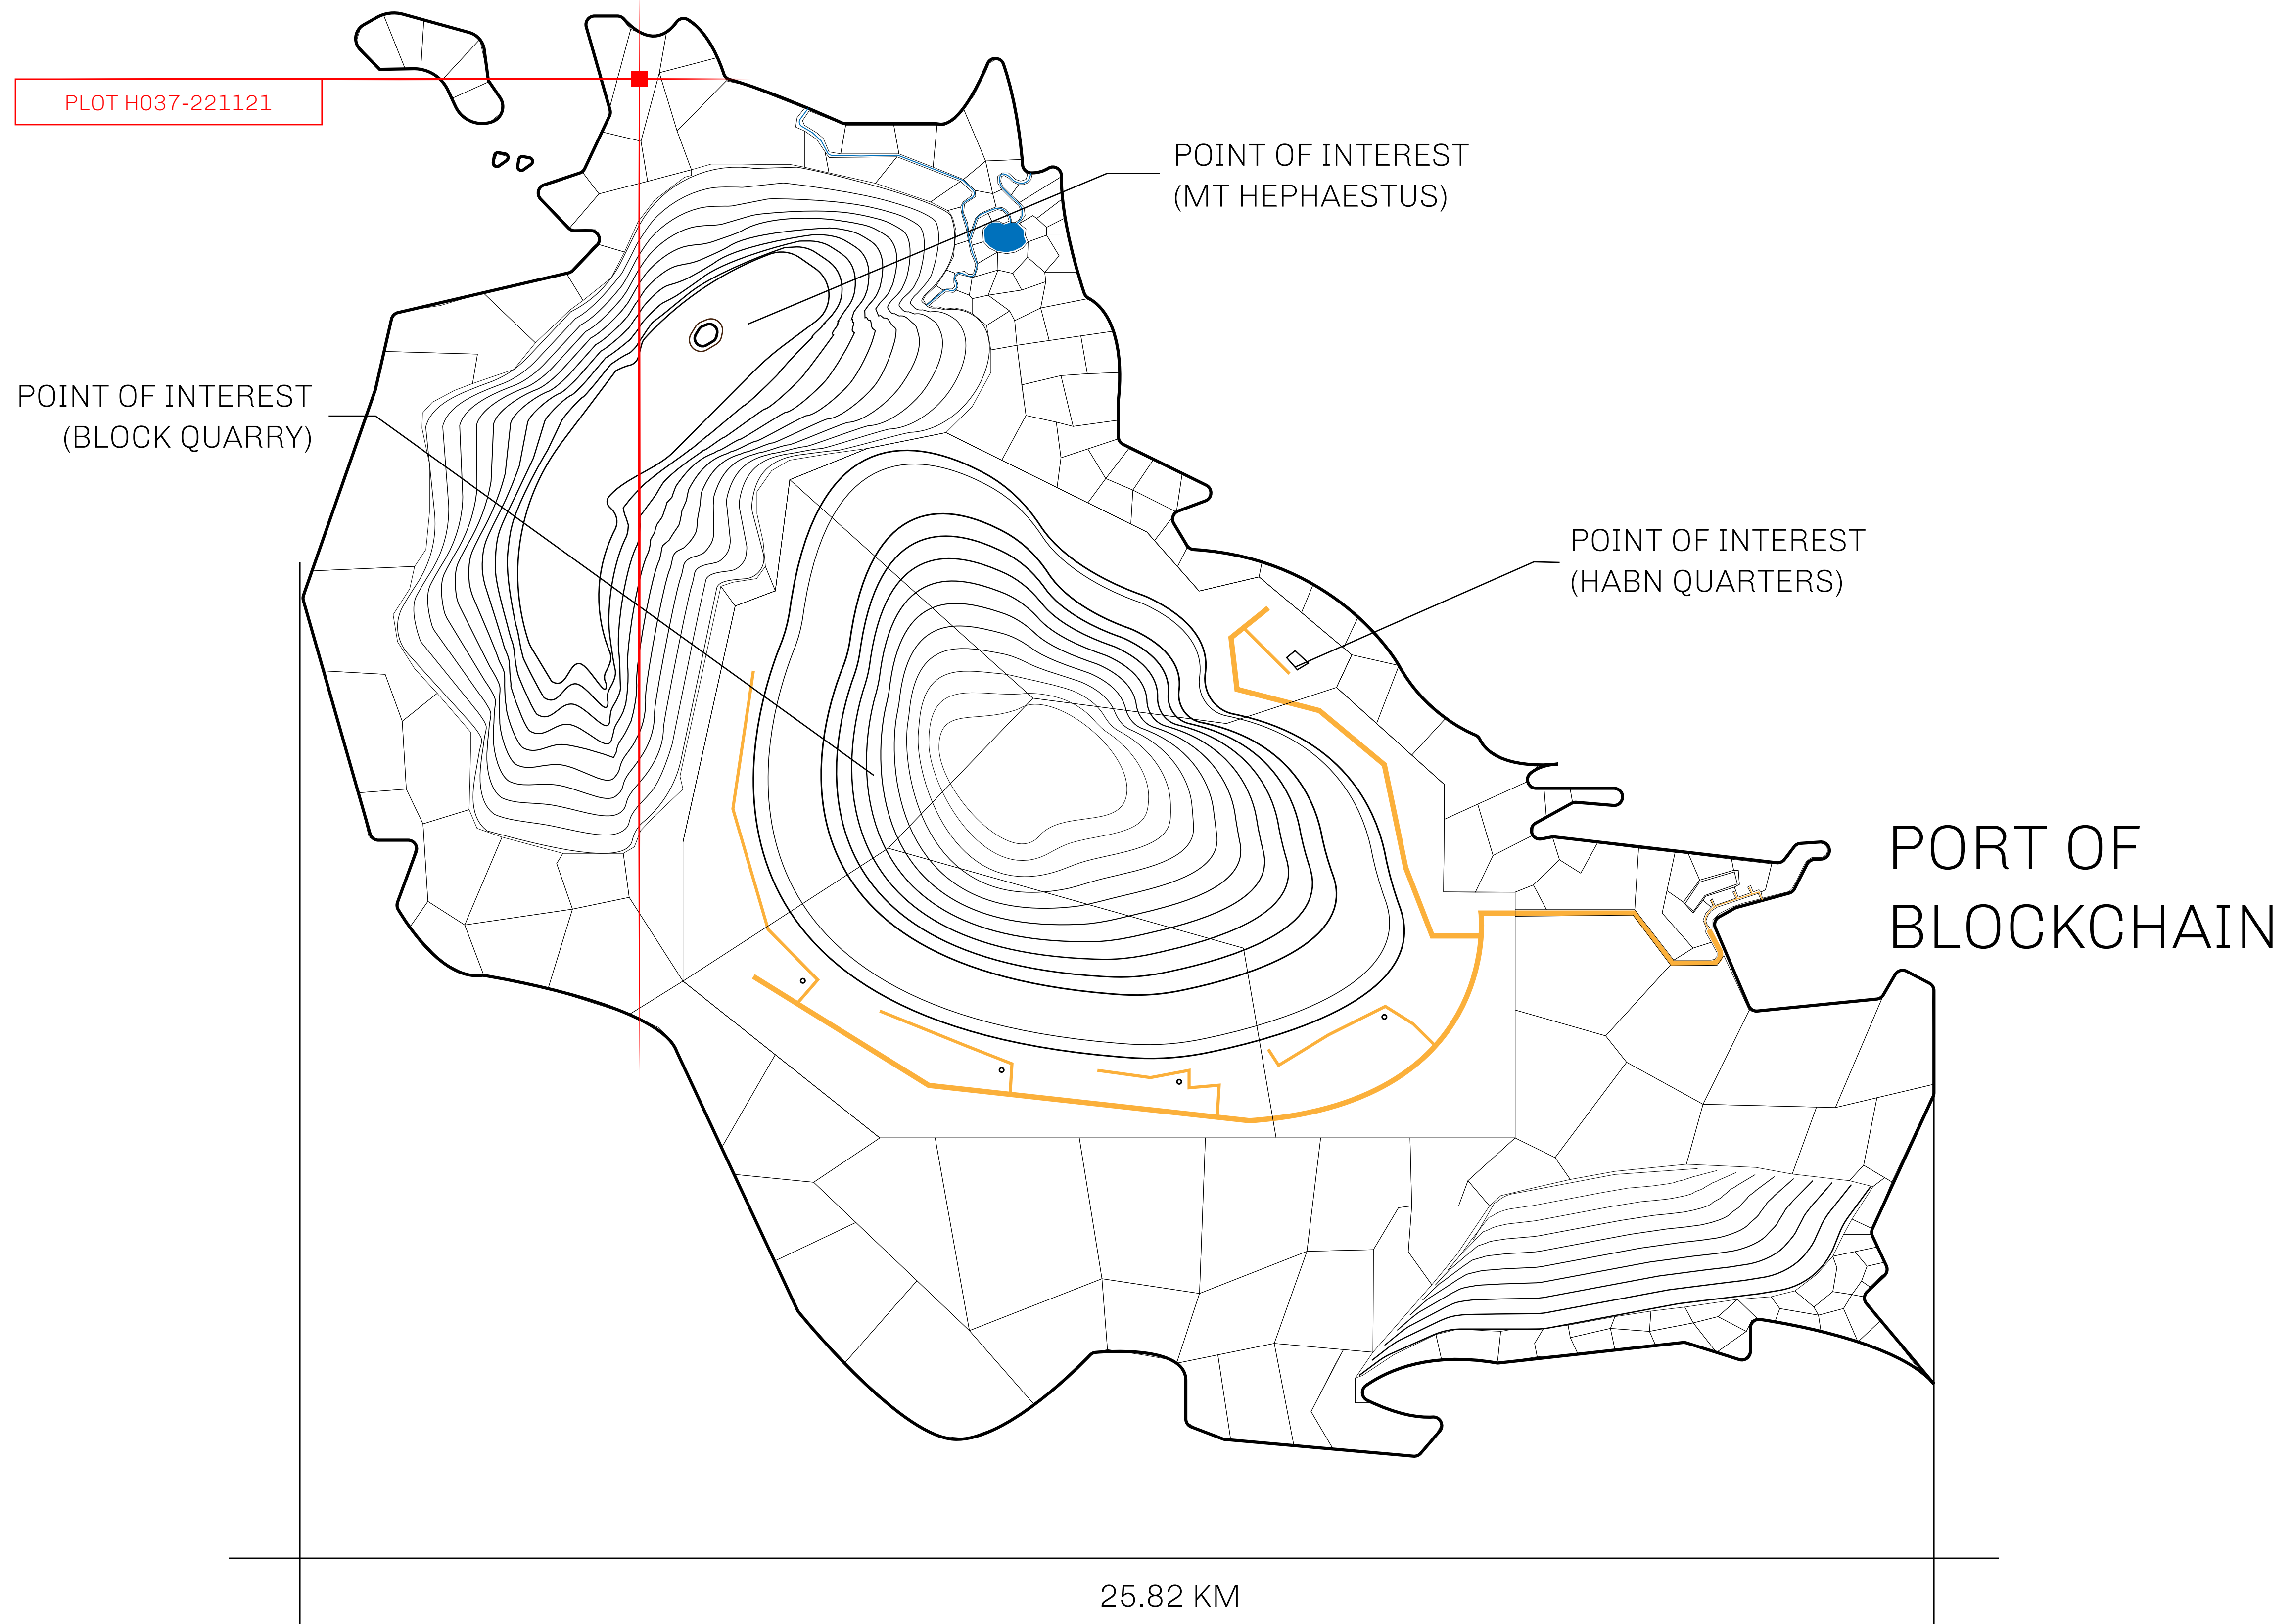 PLOT H037-221121
POINT OF INTEREST
(MT HEPHAESTUS)
POINT OF INTEREST
(BLOCK QUARRY)
POINT OF INTEREST
(HABN QUARTERS)
PORT OF
BLOCKCHAIN
25.82 KM